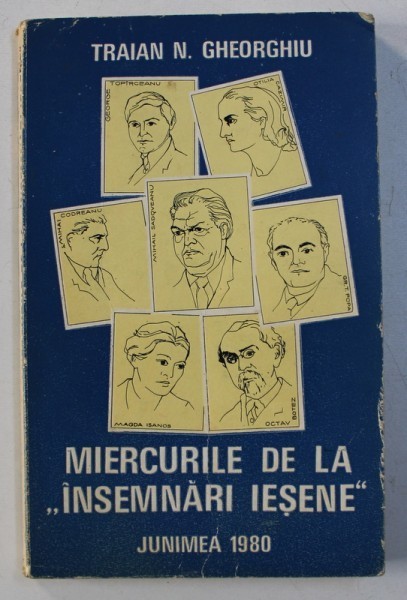 TRAIAN N. GHEORGHIU
GEORGE TOPÎRCEANU
OTILIA CAZIMIR
MIHAI CODREANU
MIHAIL SADOVEANU
GR. T. POPA
MAGDA ISANOS
OCTAV BOTEZ
MIERCURILE DE LA
„ÎNSEMNĂRI IEȘENE“
JUNIMEA 1980